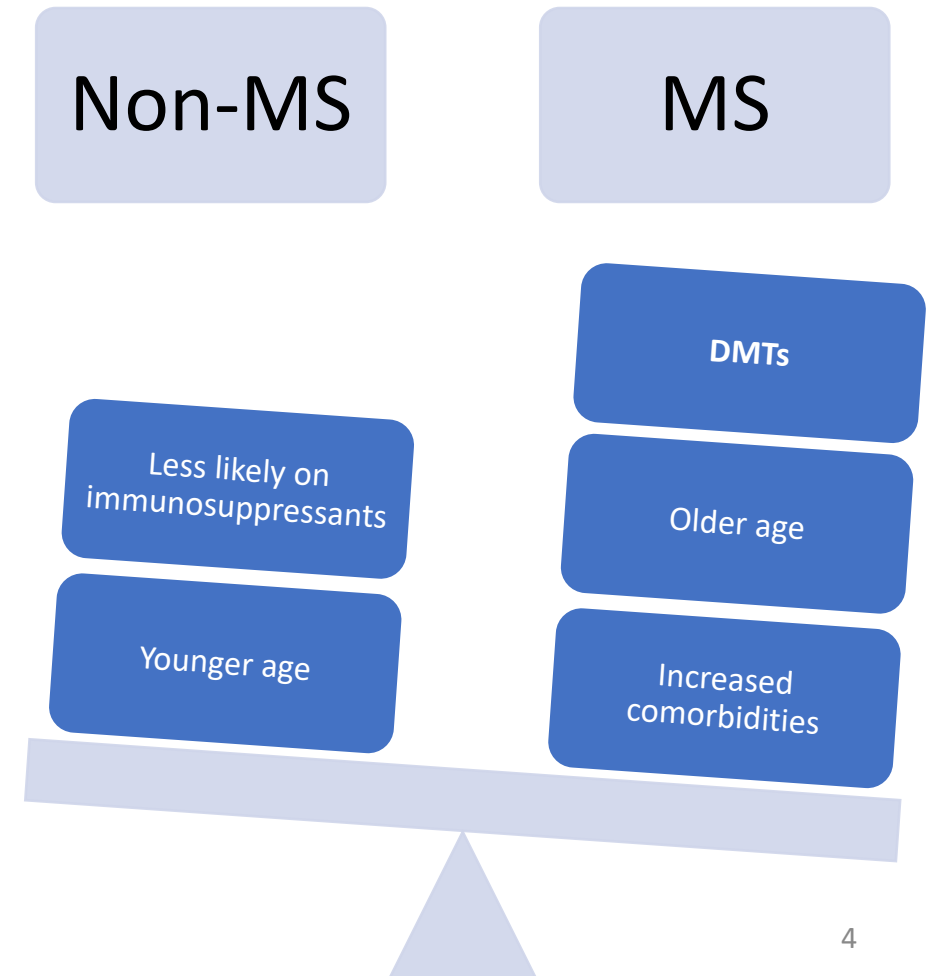 Non-MS
MS
Less likely on
immunosuppressants
Younger age
DMTs
Older age
Increased
comorbidities
4